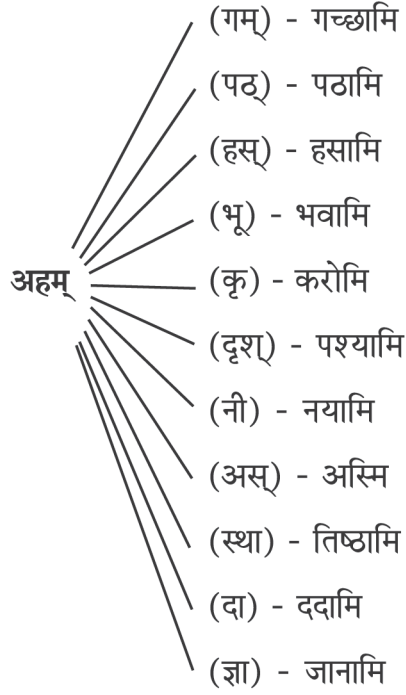 (गम्) - गच्छामि
(पठ्) - पठामि
(हस्) - हसामि
(भू) - भवामि
अहम्
(कृ) - करोमि
(दृश्) - पश्यामि
(नी) - नयामि
(अस्) - अस्मि
(स्था) - तिष्ठामि
(दा) - ददामि
(ज्ञा) - जानामि